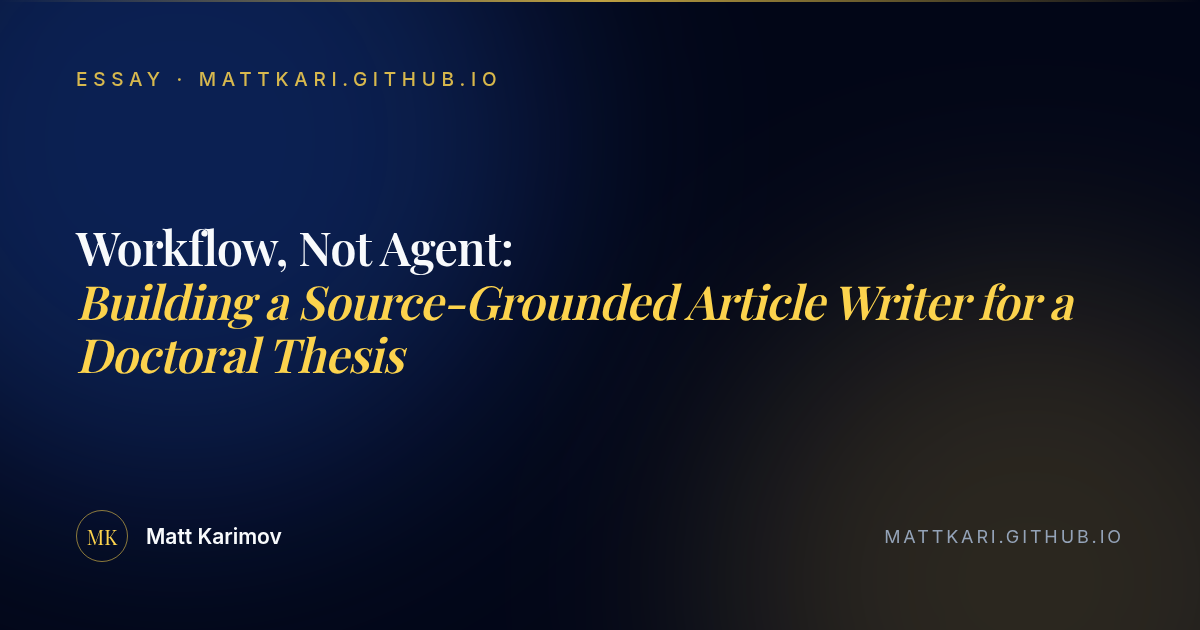 ESSAY · MATTKARI.GITHUB.IO
Workflow, Not Agent:
Building a Source-Grounded Article Writer for a
Doctoral Thesis
MK
Matt Karimov
MATTKARI.GITHUB.IO